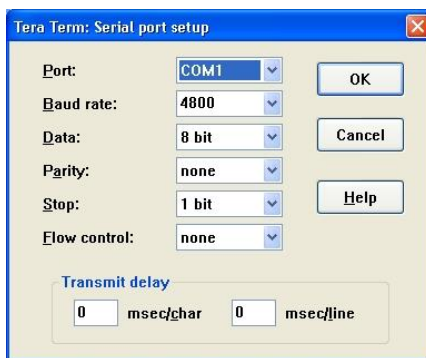 Tera Term: Serial port setup
Port: COM1
OK
Baud rate: 4800
Data: 8 bit
Cancel
Parity: none
Stop: 1 bit
Help
Flow control: none
Transmit delay
0 msec/char 0 msec/line